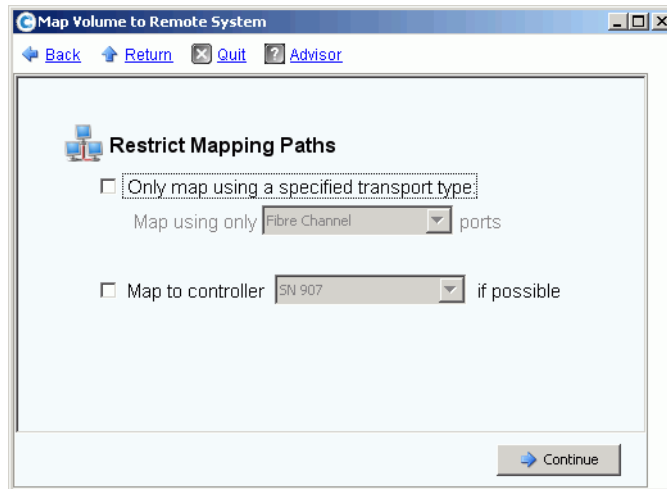 Map Volume to Remote System
Back Return Quit Advisor
Restrict Mapping Paths
Only map using a specified transport type:
Map using only Fibre Channel ports
Map to controller SN 907 if possible
Continue